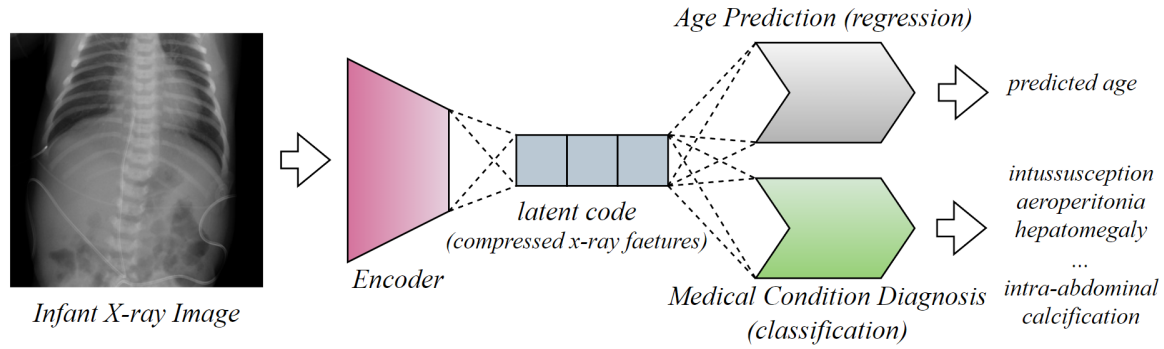 Age Prediction (regression)
predicted age
latent code
(compressed x-ray faetures)
Encoder
Infant X-ray Image
intussusception
aeroperitonia
hepatomegaly
...
intra-abdominal
calcification
Medical Condition Diagnosis
(classification)